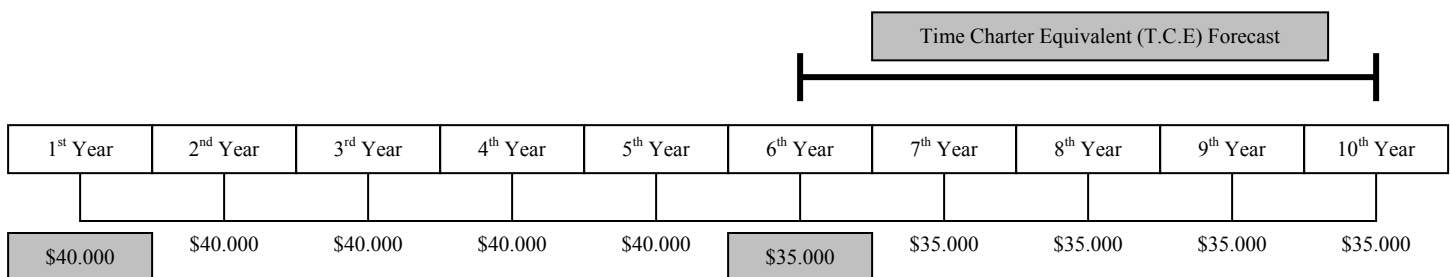 Time Charter Equivalent (T.C.E) Forecast
1st Year 2nd Year 3rd Year 4th Year 5th Year 6th Year 7th Year 8th Year 9th Year 10th Year
$40.000 $40.000 $40.000 $40.000 $40.000 $35.000 $35.000 $35.000 $35.000 $35.000